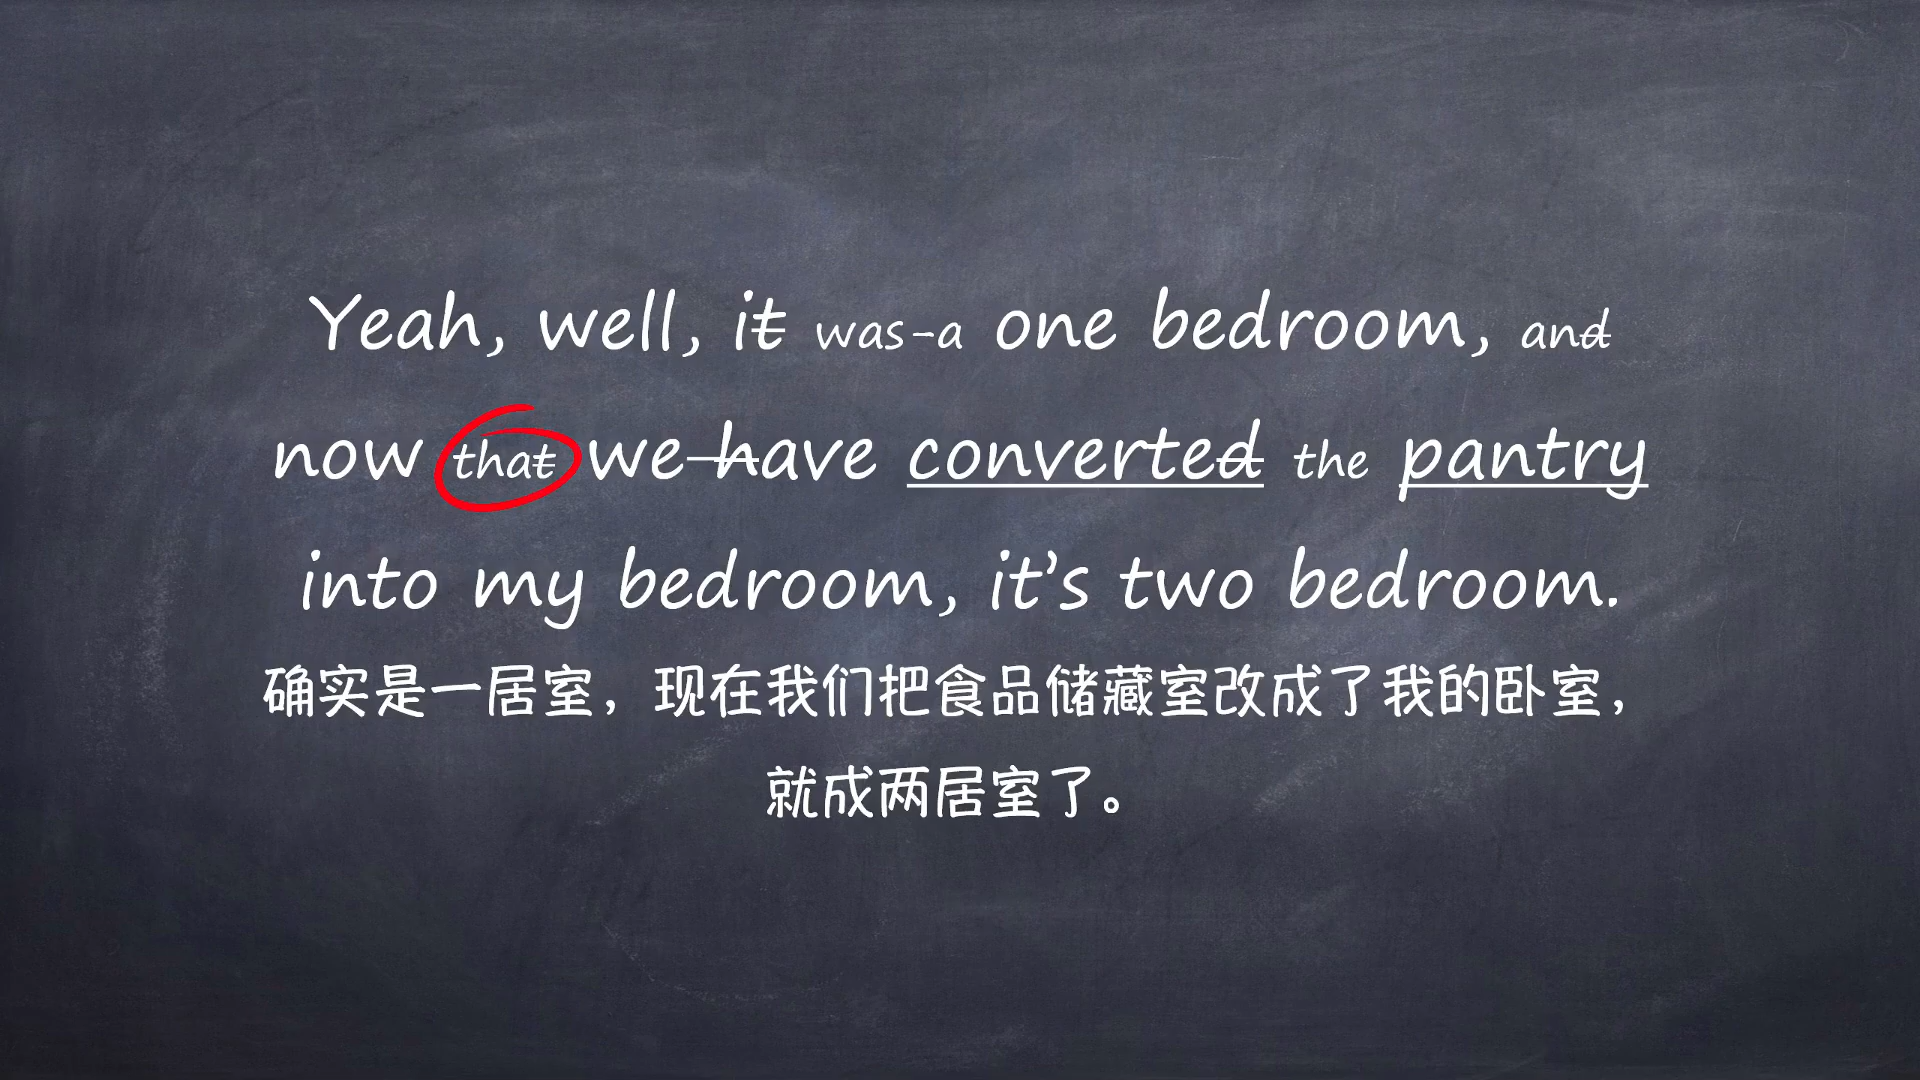 Yeah, well, it was-a one bedroom, and
now that we have converted the pantry
into my bedroom, it’s two bedroom.
确实是一居室，现在我们把食品储藏室改成了我的卧室，
就成两居室了。